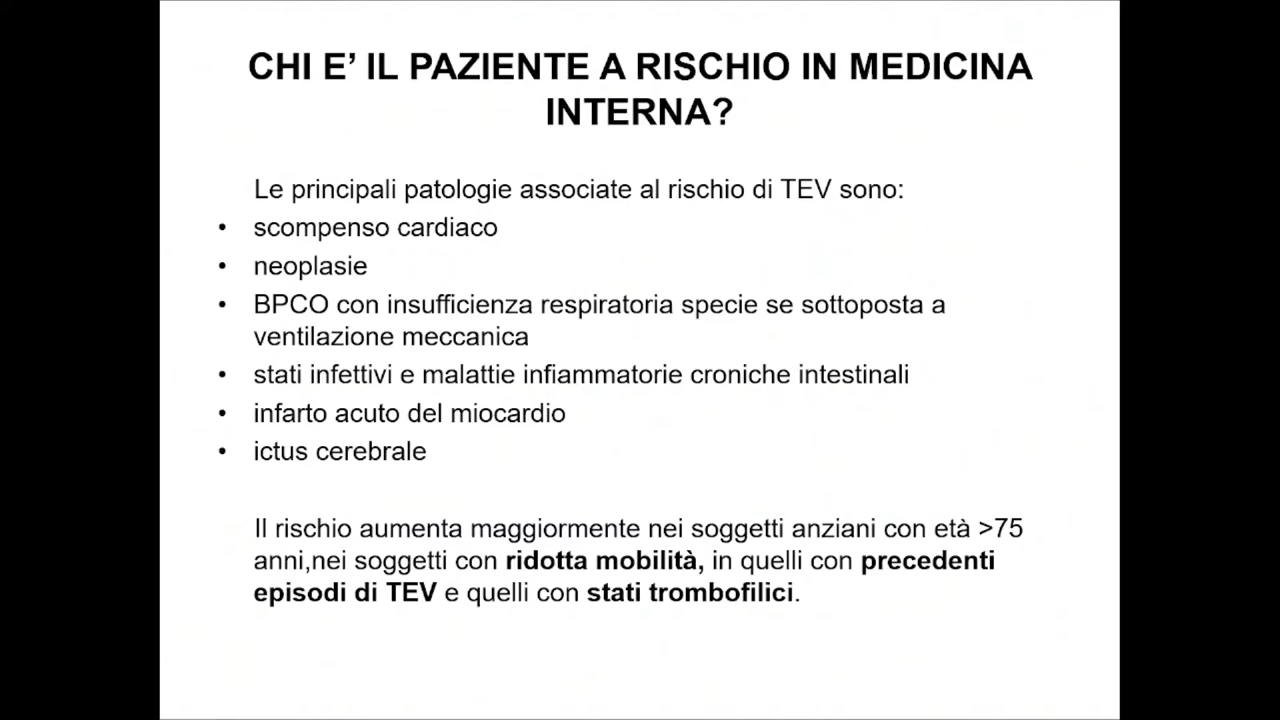 CHI E’ IL PAZIENTE A RISCHIO IN MEDICINA
INTERNA?
Le principali patologie associate al rischio di TEV sono:
• scompenso cardiaco
• neoplasie
• BPCO con insufficienza respiratoria specie se sottoposta a
ventilazione meccanica
• stati infettivi e malattie infiammatorie croniche intestinali
• infarto acuto del miocardio
• ictus cerebrale
Il rischio aumenta maggiormente nei soggetti anziani con età >75
anni,nei soggetti con ridotta mobilità, in quelli con precedenti
episodi di TEV e quelli con stati trombofilici.